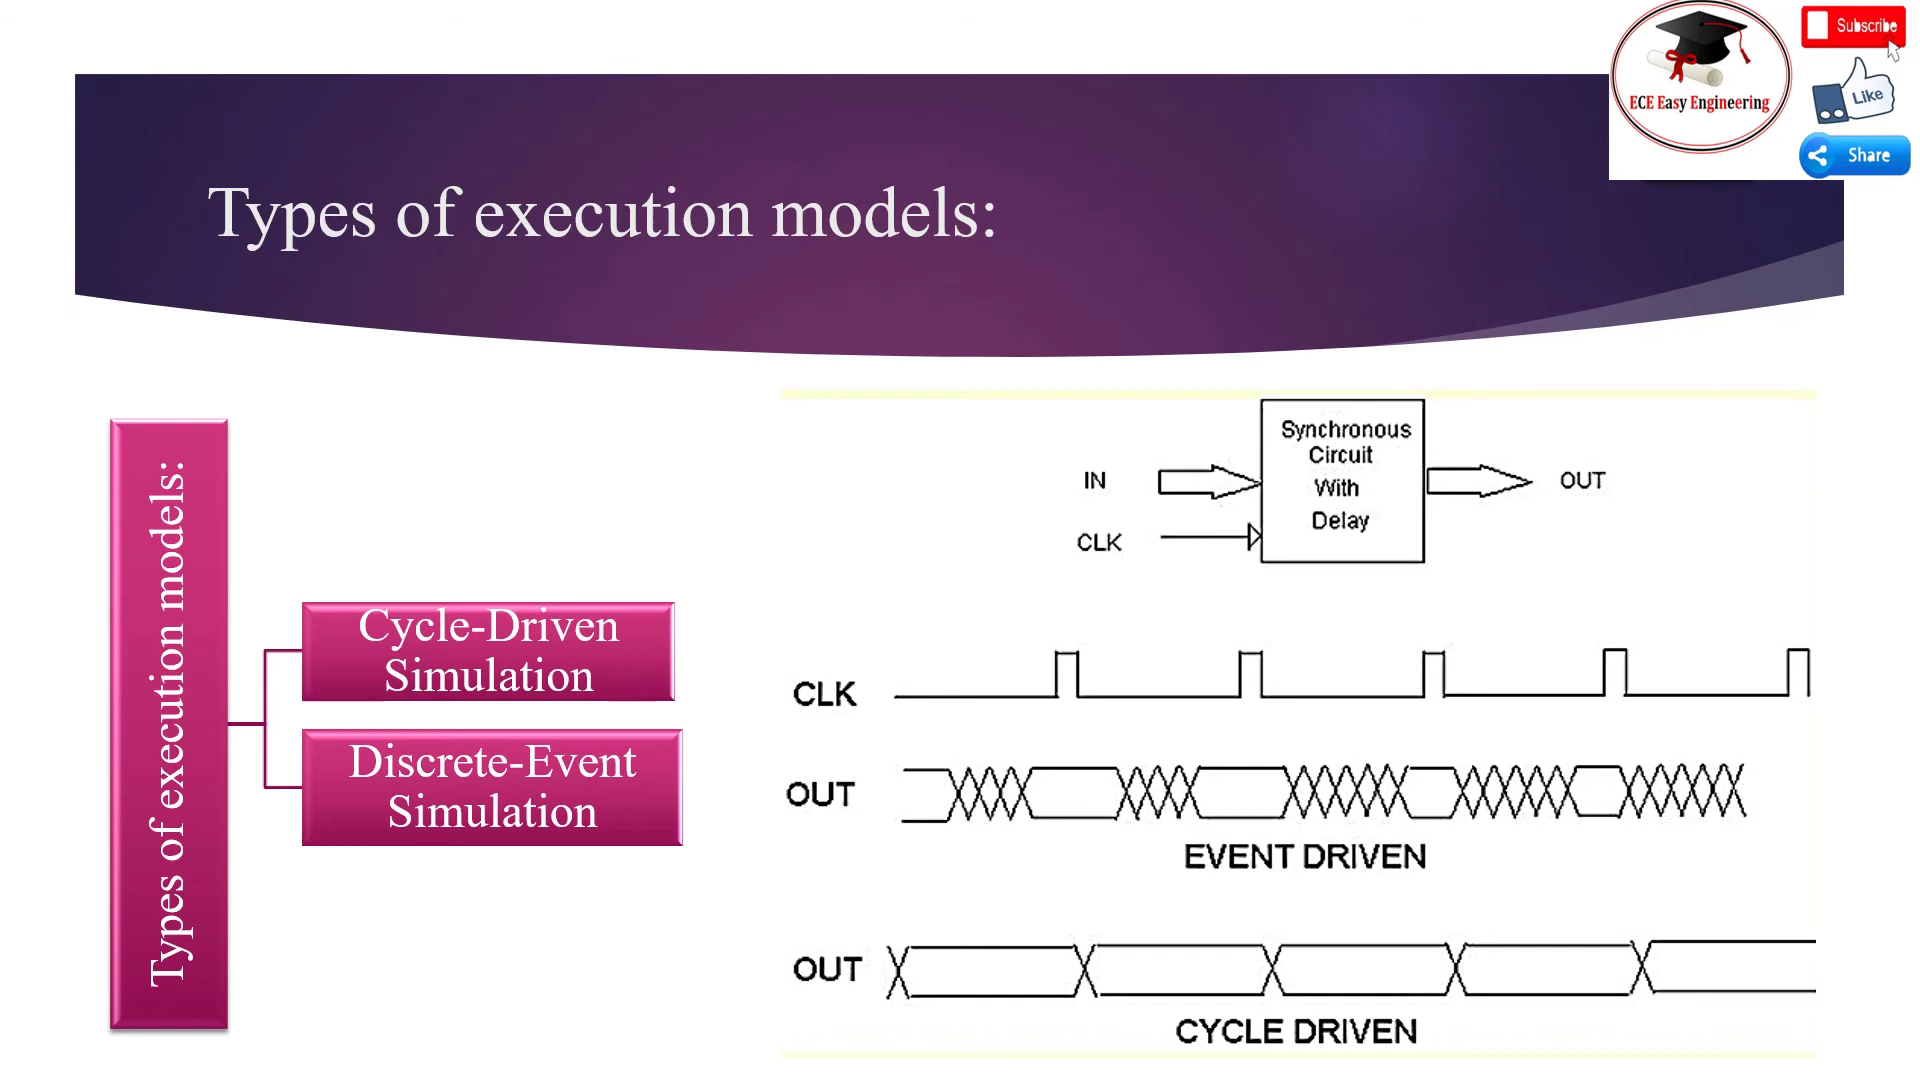 Subscribe
ECE Easy Engineering
Like
Share
Types of execution models:
Types of execution models:
Cycle-Driven
Simulation
Discrete-Event
Simulation
Synchronous
Circuit
With
Delay
IN
OUT
CLK
CLK
OUT
EVENT DRIVEN
OUT
CYCLE DRIVEN